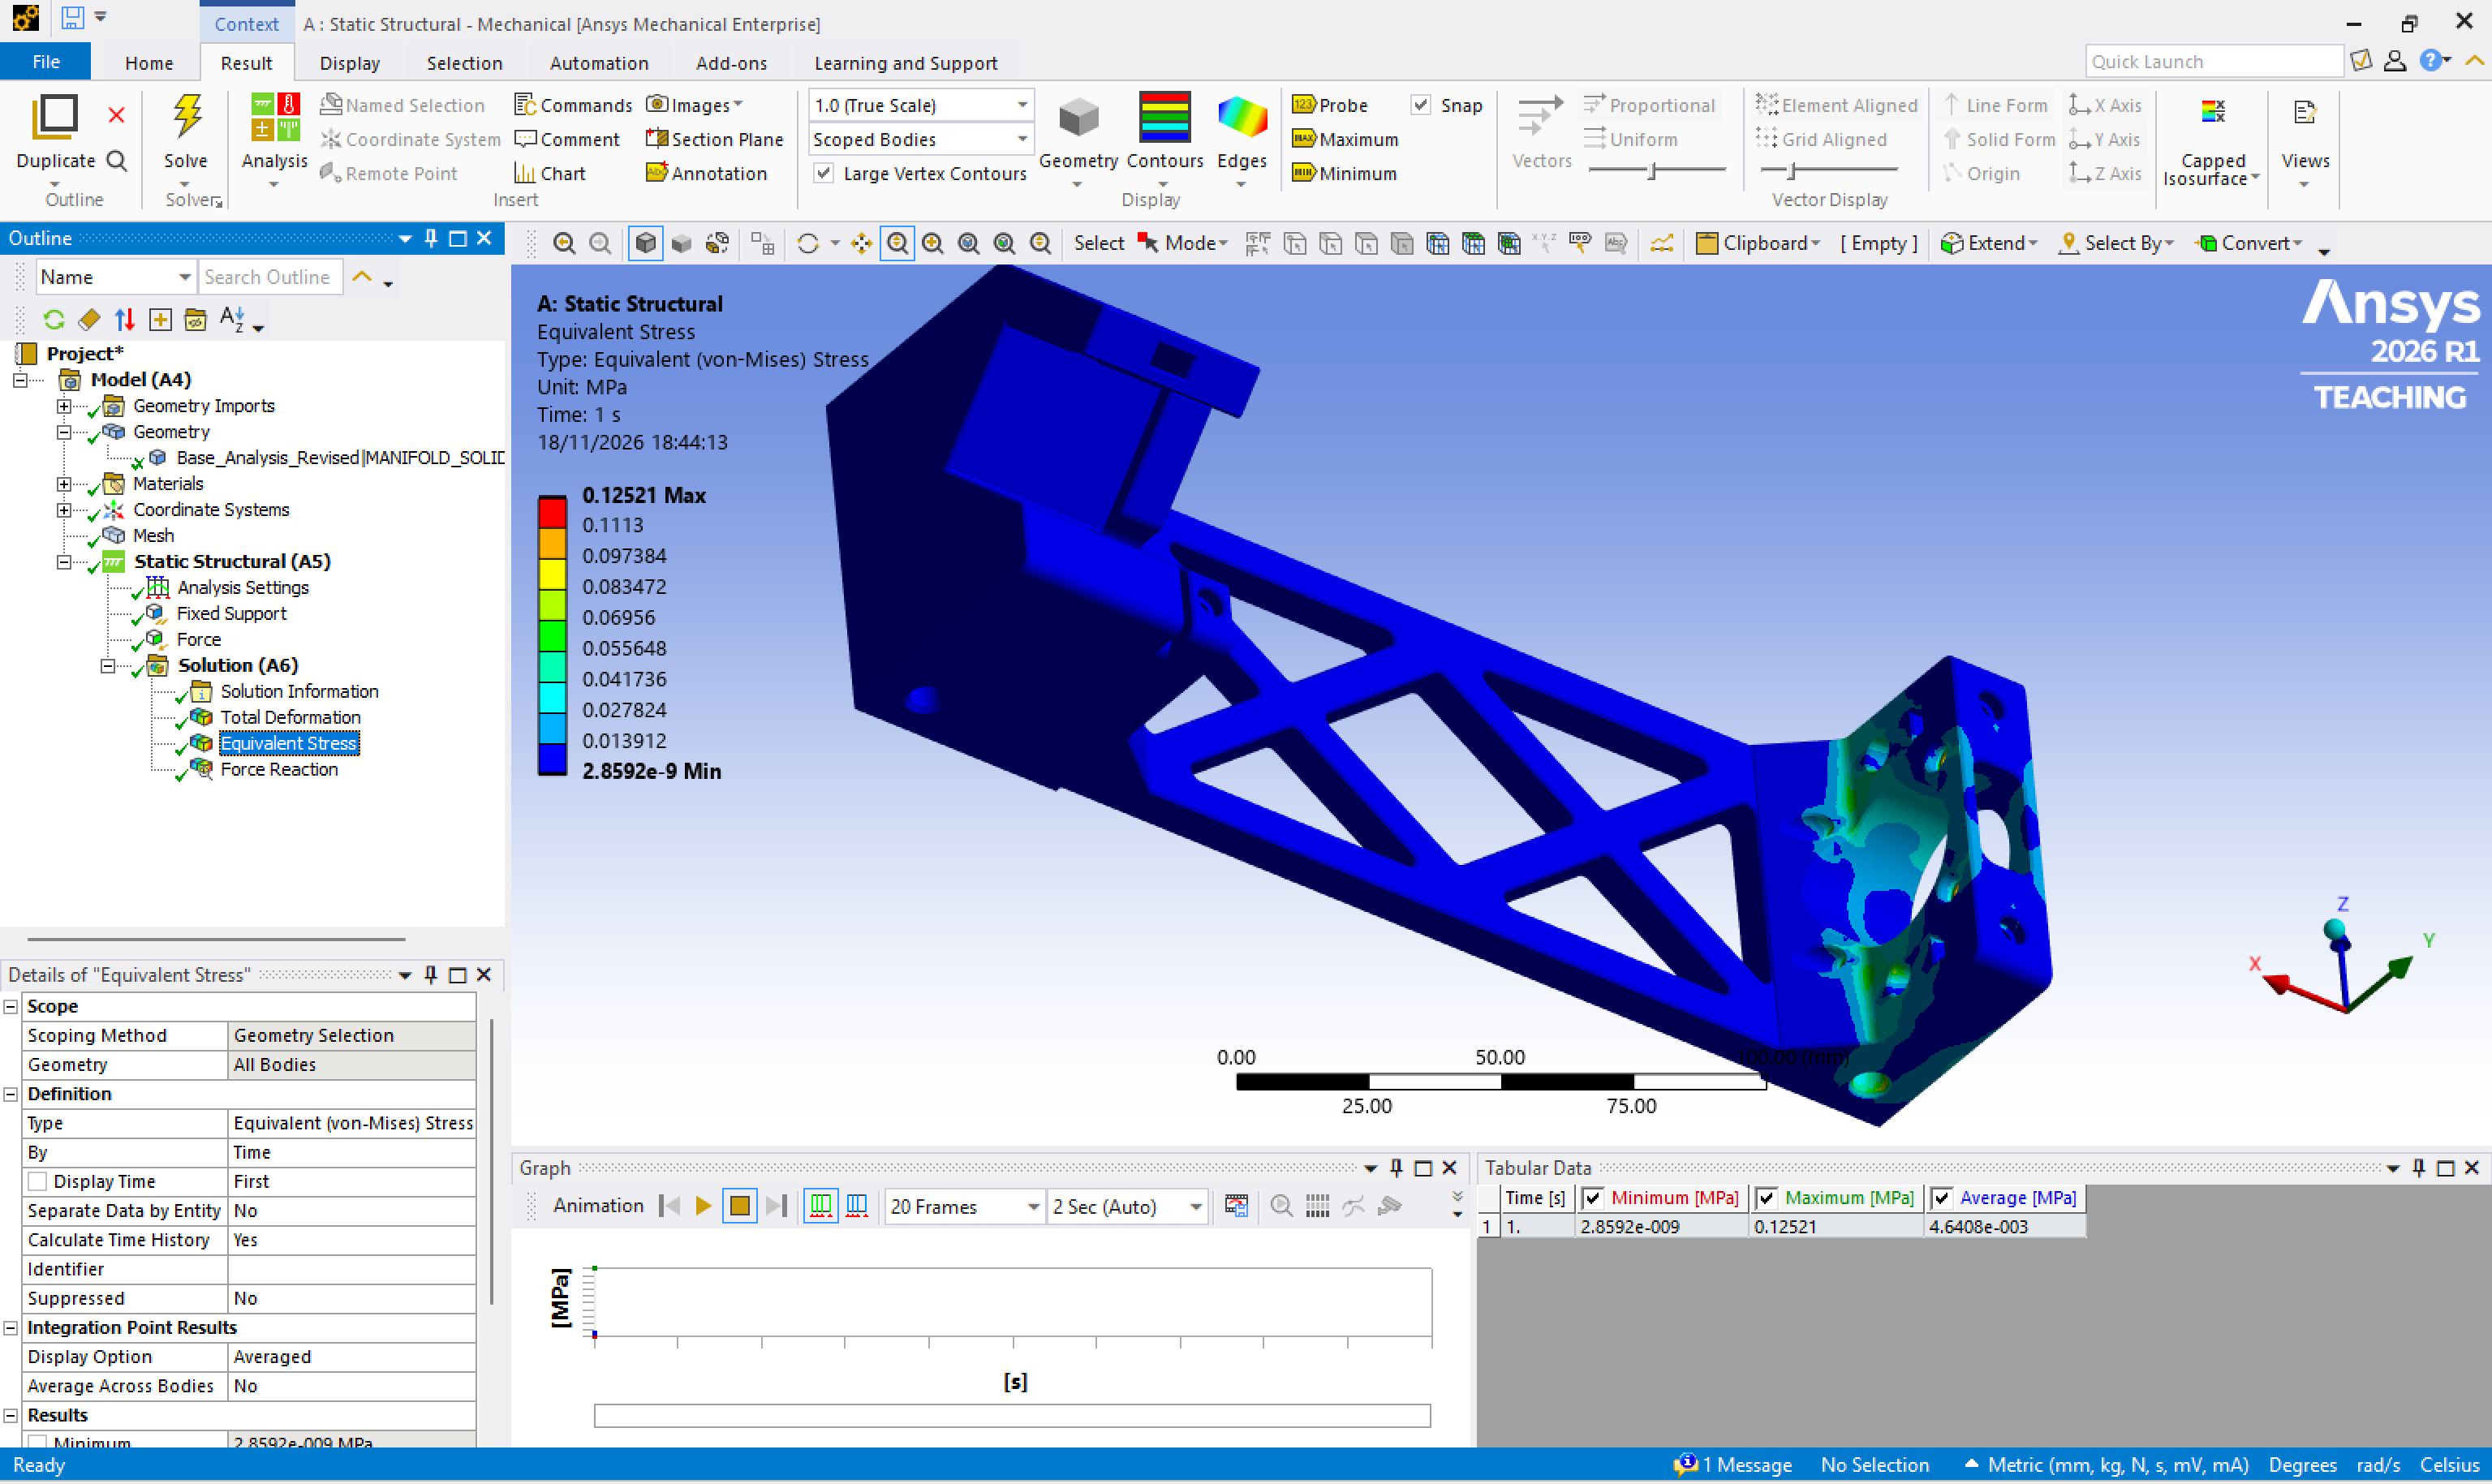 Context
A : Static Structural - Mechanical [Ansys Mechanical Enterprise]
File
Home
Result
Display
Selection
Automation
Add-ons
Learning and Support
Quick Launch
Duplicate
Outline
Solve
Solver
Analysis
Named Selection
Coordinate System
Remote Point
Commands
Comment
Chart
Images
Section Plane
Annotation
Insert
1.0 (True Scale)
Scoped Bodies
Large Vertex Contours
Geometry
Contours
Edges
Display
Probe
Maximum
Minimum
Snap
Vectors
Proportional
Uniform
Element Aligned
Grid Aligned
Line Form
Solid Form
Origin
X Axis
Y Axis
Z Axis
Vector Display
Capped
Isosurface
Views
Outline
Name
Search Outline
Project*
Model (A4)
Geometry Imports
Geometry
Base_Analysis_Revised|MANIFOLD_SOLID
Materials
Coordinate Systems
Mesh
Static Structural (A5)
Analysis Settings
Fixed Support
Force
Solution (A6)
Solution Information
Total Deformation
Equivalent Stress
Force Reaction
Select
Mode
Clipboard
[ Empty ]
Extend
Select By
Convert
A: Static Structural
Equivalent Stress
Type: Equivalent (von-Mises) Stress
Unit: MPa
Time: 1 s
18/11/2026 18:44:13
0.12521 Max
0.1113
0.097384
0.083472
0.06956
0.055648
0.041736
0.027824
0.013912
2.8592e-9 Min
Ansys
2026 R1
TEACHING
Z
Y
X
0.00
50.00
100.00 (mm)
25.00
75.00
Details of "Equivalent Stress"
Scope
Scoping Method
Geometry Selection
Geometry
All Bodies
Definition
Type
Equivalent (von-Mises) Stress
By
Time
Display Time
First
Separate Data by Entity
No
Calculate Time History
Yes
Identifier
Suppressed
No
Integration Point Results
Display Option
Averaged
Average Across Bodies
No
Results
Minimum
2.8592e-009 MPa
Graph
Animation
20 Frames
2 Sec (Auto)
[MPa]
[s]
Tabular Data
Time [s]
Minimum [MPa]
Maximum [MPa]
Average [MPa]
1
1.
2.8592e-009
0.12521
4.6408e-003
Ready
1 Message
No Selection
Metric (mm, kg, N, s, mV, mA)
Degrees
rad/s
Celsius